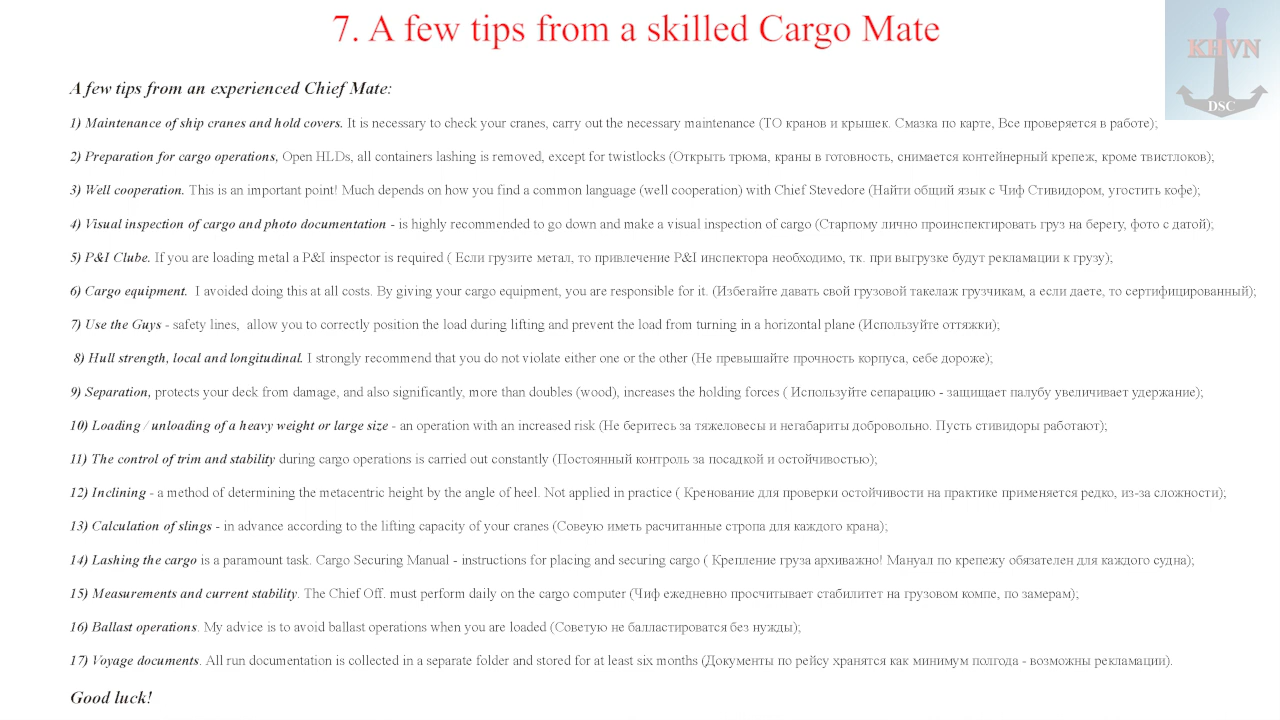 7. A few tips from a skilled Cargo Mate
KHVN
DSC
A few tips from an experienced Chief Mate:
1) Maintenance of ship cranes and hold covers. It is necessary to check your cranes, carry out the necessary maintenance (ТО кранов и крышек. Смазка по карте, Все проверяется в работе);
2) Preparation for cargo operations, Open HLDs, all containers lashing is removed, except for twistlocks (Открыть трюма, краны в готовность, снимается контейнерный крепеж, кроме твистлоков);
3) Well cooperation. This is an important point! Much depends on how you find a common language (well cooperation) with Chief Stevedore (Найти общий язык с Чиф Стивидором, угостить кофе);
4) Visual inspection of cargo and photo documentation - is highly recommended to go down and make a visual inspection of cargo (Старпому лично проинспектировать груз на берегу, фото с датой);
5) P&I Clube. If you are loading metal a P&I inspector is required ( Если грузите метал, то привлечение P&I инспектора необходимо, тк. при выгрузке будут рекламации к грузу);
6) Cargo equipment.  I avoided doing this at all costs. By giving your cargo equipment, you are responsible for it. (Избегайте давать свой грузовой такелаж грузчикам, а если даете, то сертифицированный);
7) Use the Guys - safety lines,  allow you to correctly position the load during lifting and prevent the load from turning in a horizontal plane (Используйте оттяжки);
8) Hull strength, local and longitudinal. I strongly recommend that you do not violate either one or the other (Не превышайте прочность корпуса, себе дороже);
9) Separation, protects your deck from damage, and also significantly, more than doubles (wood), increases the holding forces ( Используйте сепарацию - защищает палубу увеличивает удержание);
10) Loading / unloading of a heavy weight or large size - an operation with an increased risk (Не беритесь за тяжеловесы и негабариты добровольно. Пусть стивидоры работают);
11) The control of trim and stability during cargo operations is carried out constantly (Постоянный контроль за посадкой и остойчивостью);
12) Inclining - a method of determining the metacentric height by the angle of heel. Not applied in practice ( Кренование для проверки остойчивости на практике применяется редко, из-за сложности);
13) Calculation of slings - in advance according to the lifting capacity of your cranes (Совеую иметь расчитанные стропа для каждого крана);
14) Lashing the cargo is a paramount task. Cargo Securing Manual - instructions for placing and securing cargo ( Крепление груза архиважно! Мануал по крепежу обязателен для каждого судна);
15) Measurements and current stability. The Chief Off. must perform daily on the cargo computer (Чиф ежедневно просчитывает стабилитет на грузовом компе, по замерам);
16) Ballast operations. My advice is to avoid ballast operations when you are loaded (Советую не балластироватся без нужды);
17) Voyage documents. All run documentation is collected in a separate folder and stored for at least six months (Документы по рейсу хранятся как минимум полгода - возможны рекламации).
Good luck!